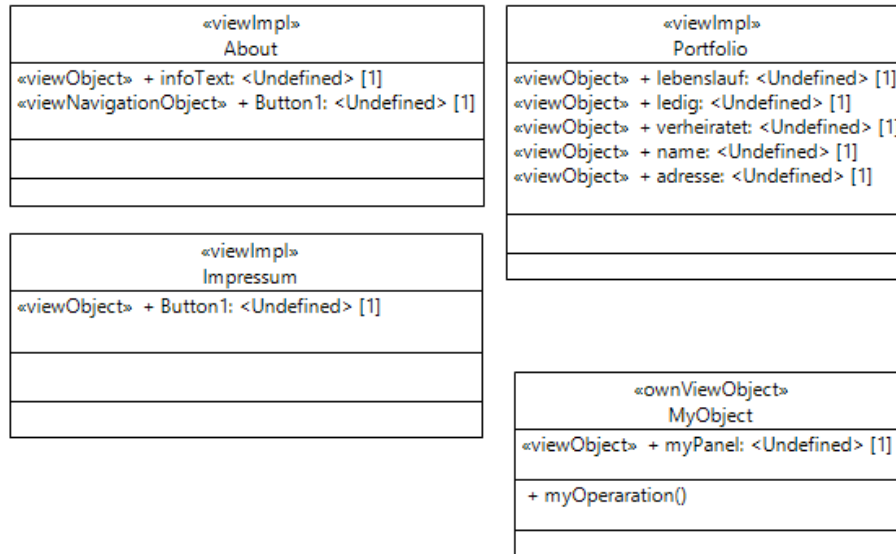 «viewImpl»
About
«viewObject» + infoText: <Undefined> [1]
«viewNavigationObject» + Button1: <Undefined> [1]
«viewImpl»
Portfolio
«viewObject» + lebenslauf: <Undefined> [1]
«viewObject» + ledig: <Undefined> [1]
«viewObject» + verheiratet: <Undefined> [1]
«viewObject» + name: <Undefined> [1]
«viewObject» + adresse: <Undefined> [1]
«viewImpl»
Impressum
«viewObject» + Button1: <Undefined> [1]
«ownViewObject»
MyObject
«viewObject» + myPanel: <Undefined> [1]
+ myOperaration()